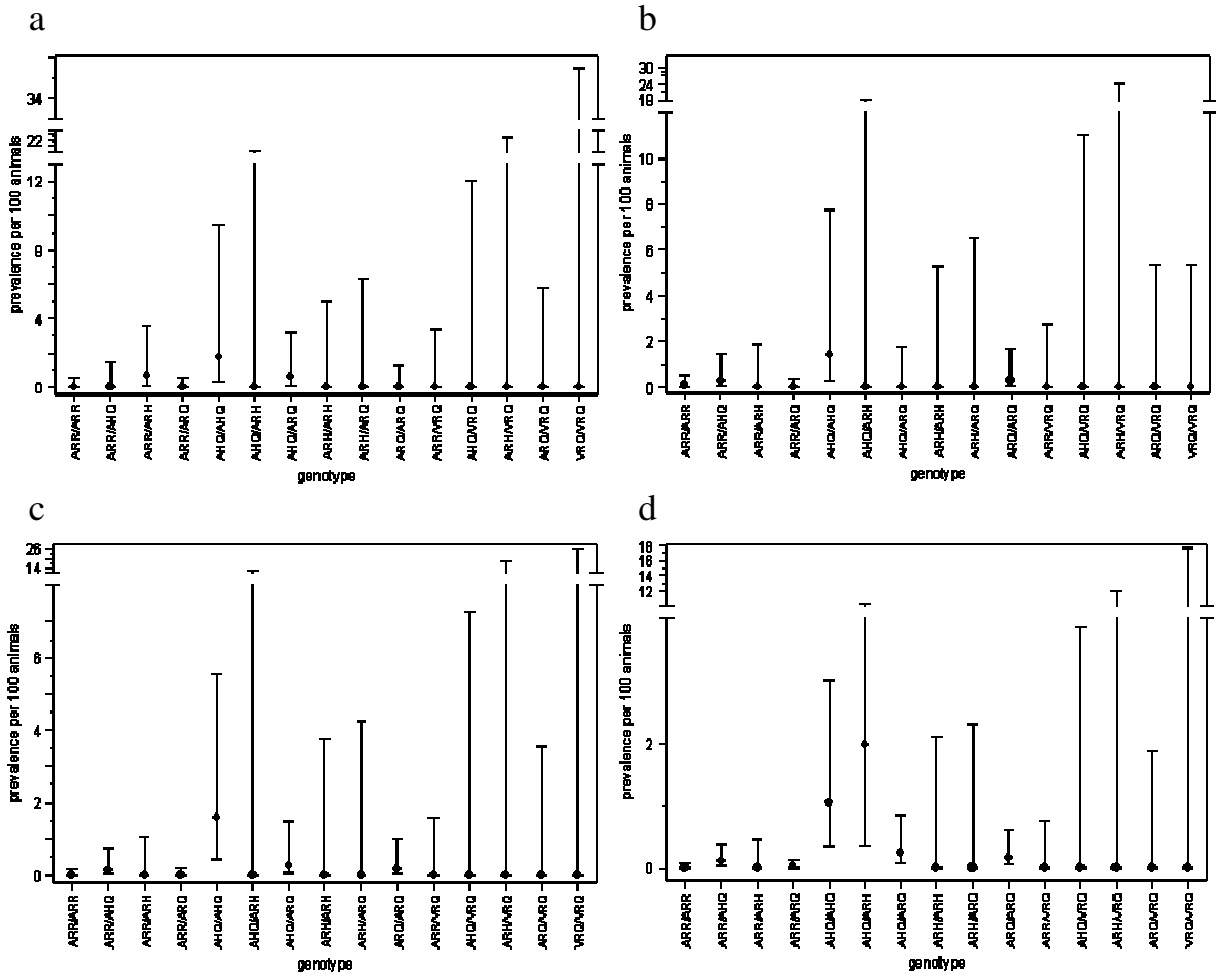 a
34
22
12
9
4
0
prevalence per 100 animals
ARR/ARR
ARR/AHQ
ARR/ARH
ARR/ARQ
AHQ/AHQ
AHQ/ARH
AHQ/ARQ
ARH/ARH
ARH/ARQ
ARQ/ARQ
ARR/VRQ
AHQ/VRQ
ARH/VRQ
ARQ/VRQ
VRQ/VRQ
genotype
b
30
24
18
10
8
6
4
2
0
prevalence per 100 animals
ARR/ARR
ARR/AHQ
ARR/ARH
ARR/ARQ
AHQ/AHQ
AHQ/ARH
AHQ/ARQ
ARH/ARH
ARH/ARQ
ARQ/ARQ
ARR/VRQ
AHQ/VRQ
ARH/VRQ
ARQ/VRQ
VRQ/VRQ
genotype
c
26
14
6
4
2
0
prevalence per 100 animals
ARR/ARR
ARR/AHQ
ARR/ARH
ARR/ARQ
AHQ/AHQ
AHQ/ARH
AHQ/ARQ
ARH/ARH
ARH/ARQ
ARQ/ARQ
ARR/VRQ
AHQ/VRQ
ARH/VRQ
ARQ/VRQ
VRQ/VRQ
genotype
d
18
16
14
12
2
0
prevalence per 100 animals
ARR/ARR
ARR/AHQ
ARR/ARH
ARR/ARQ
AHQ/AHQ
AHQ/ARH
AHQ/ARQ
ARH/ARH
ARH/ARQ
ARQ/ARQ
ARR/VRQ
AHQ/VRQ
ARH/VRQ
ARQ/VRQ
VRQ/VRQ
genotype